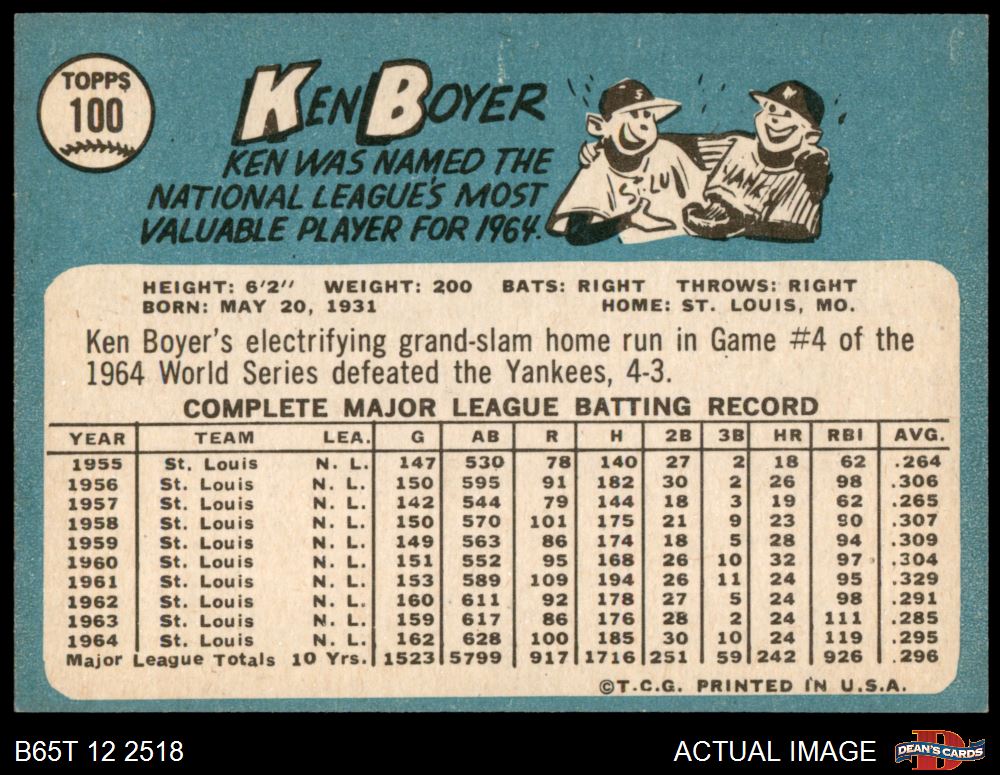 TOPPS
100
KEN BOYER
KEN WAS NAMED THE
NATIONAL LEAGUE'S MOST
VALUABLE PLAYER FOR 1964.
S
ST. LOU
YANKE
HEIGHT: 6'2" WEIGHT: 200 BATS: RIGHT THROWS: RIGHT
BORN: MAY 20, 1931 HOME: ST. LOUIS, MO.
Ken Boyer's electrifying grand-slam home run in Game #4 of the
1964 World Series defeated the Yankees, 4-3.
COMPLETE MAJOR LEAGUE BATTING RECORD
YEAR TEAM LEA. G AB R H 2B 3B HR RBI AVG.
1955 St. Louis N. L. 147 530 78 140 27 2 18 62 .264
1956 St. Louis N. L. 150 595 91 182 30 2 26 98 .306
1957 St. Louis N. L. 142 544 79 144 18 3 19 62 .265
1958 St. Louis N. L. 150 570 101 175 21 9 23 90 .307
1959 St. Louis N. L. 149 563 86 174 18 5 28 94 .309
1960 St. Louis N. L. 151 552 95 168 26 10 32 97 .304
1961 St. Louis N. L. 153 589 109 194 26 11 24 95 .329
1962 St. Louis N. L. 160 611 92 178 27 5 24 98 .291
1963 St. Louis N. L. 159 617 86 176 28 2 24 111 .285
1964 St. Louis N. L. 162 628 100 185 30 10 24 119 .295
Major League Totals 10 Yrs. 1523 5799 917 1716 251 59 242 926 .296
©T.C.G. PRINTED IN U.S.A.
B65T 12 2518
ACTUAL IMAGE
DEAN'S CARDS